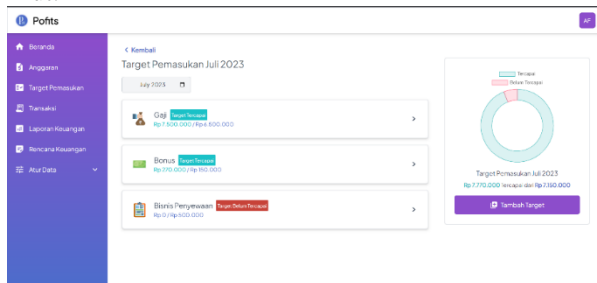 Pofits
AF
Beranda
Anggaran
Target Pemasukan
Transaksi
Laporan Keuangan
Rencana Keuangan
Atur Data
Kembali
Target Pemasukan Juli 2023
July 2023
Gaji Target Tercapai
Rp 7.500.000 / Rp 6.500.000
Bonus Target Tercapai
Rp 270.000 / Rp 150.000
Bisnis Penyewaan Target Belum Tercapai
Rp 0 / Rp 500.000
Tercapai
Belum Tercapai
Target Pemasukan Juli 2023
Rp 7.770.000 tercapai dari Rp 7.150.000
Tambah Target